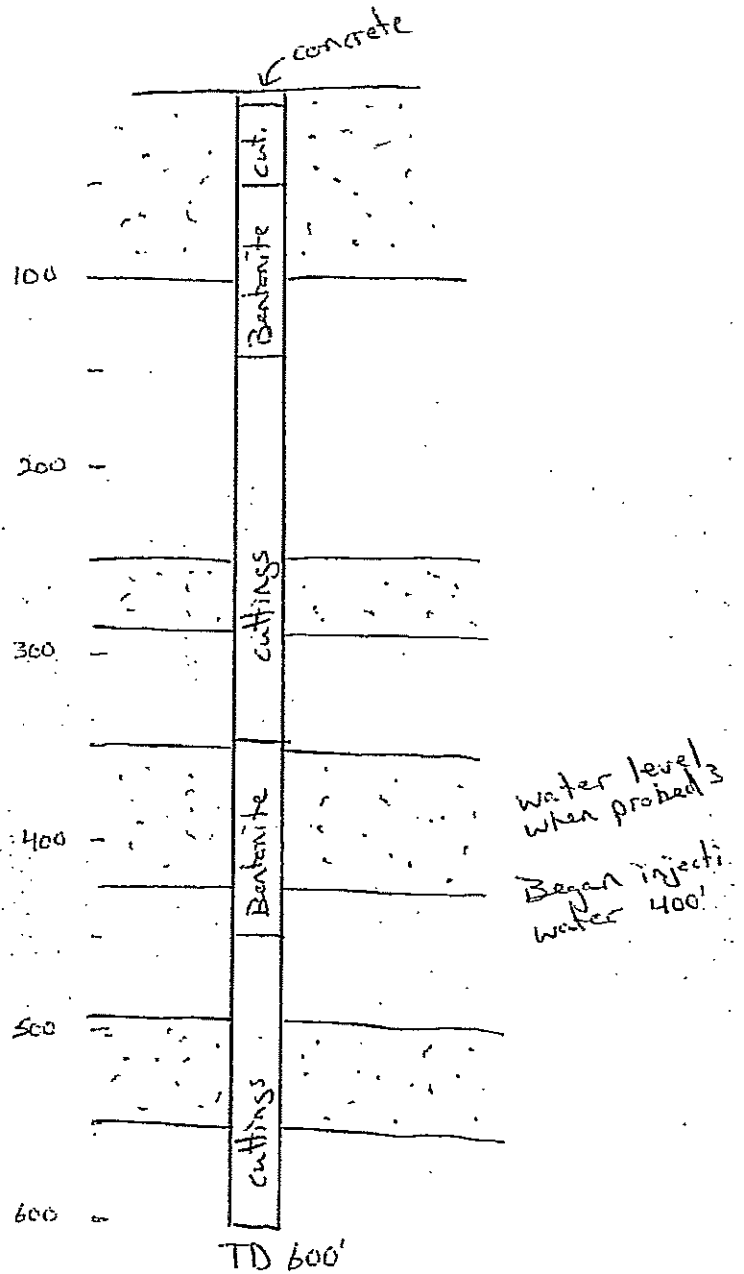 concrete
cut.
Bentonite
100
200
cuttings
300
water level
when probed 3
400
Bentonite
Began injecti
water 400'
500
cuttings
600
TD 600'